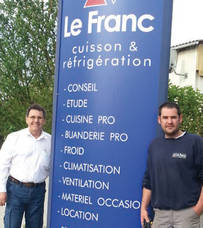 Le Franc
cuisson &
réfrigération
- CONSEIL
- ETUDE
- CUISINE PRO
- BUANDERIE PRO
- FROID
- CLIMATISATION
- VENTILATION
- MATERIEL OCCASIO
- LOCATION